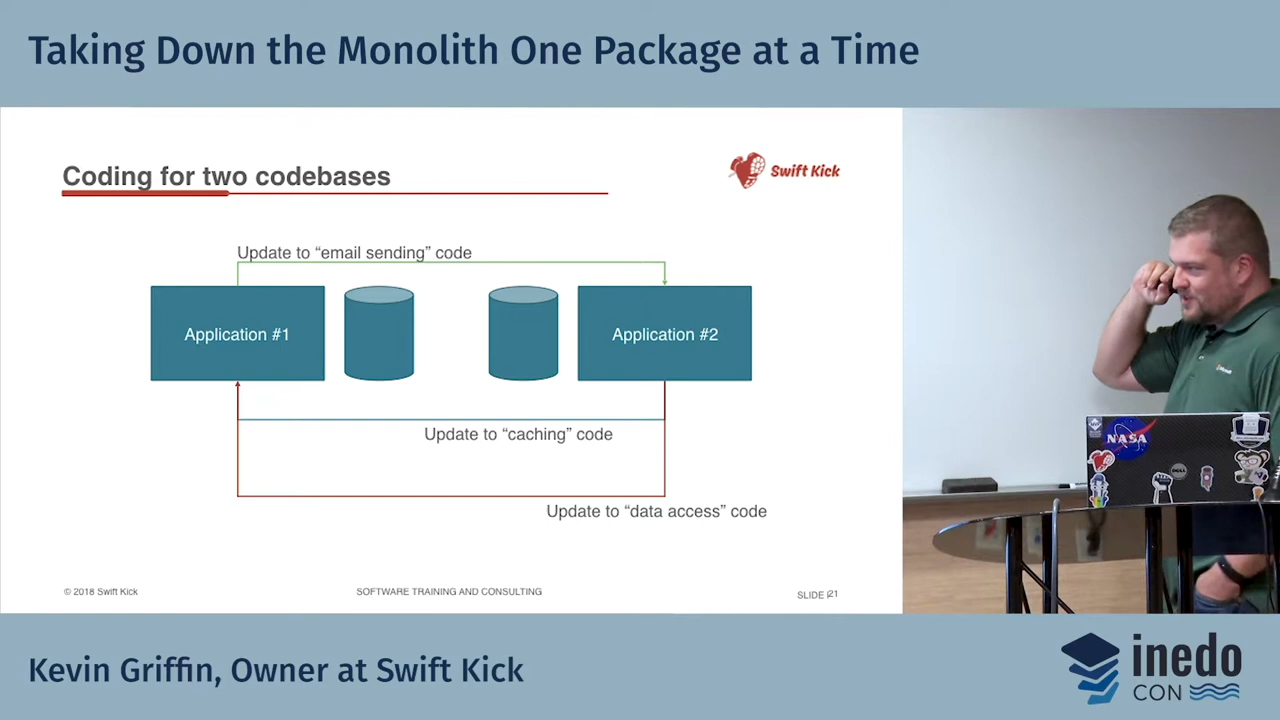 Taking Down the Monolith One Package at a Time
Coding for two codebases
Swift Kick
Update to “email sending” code
Application #1
Application #2
Update to “caching” code
Update to “data access” code
© 2018 Swift Kick
SOFTWARE TRAINING AND CONSULTING
SLIDE /21
NASA
DELL
Kevin Griffin, Owner at Swift Kick
inedo
CON